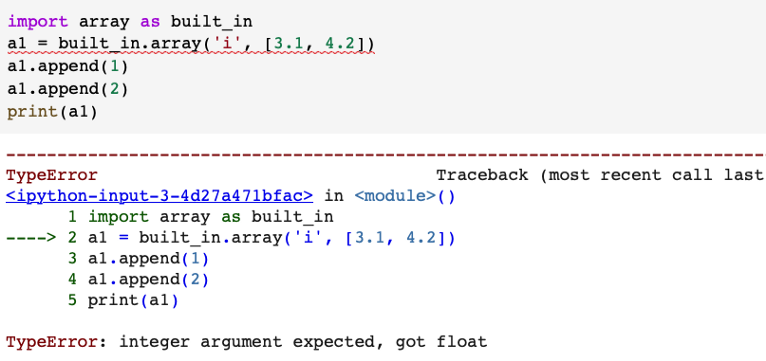 import array as built_in
a1 = built_in.array('i', [3.1, 4.2])
a1.append(1)
a1.append(2)
print(a1)
---------------------------------------------------------------------------
TypeError Traceback (most recent call last
<ipython-input-3-4d27a471bfac> in <module>()
1 import array as built_in
----> 2 a1 = built_in.array('i', [3.1, 4.2])
3 a1.append(1)
4 a1.append(2)
5 print(a1)
TypeError: integer argument expected, got float